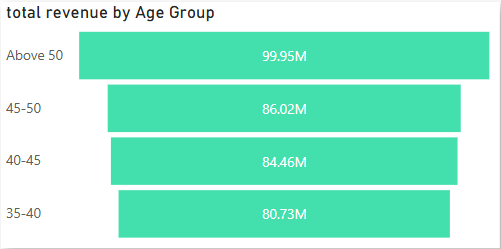 total revenue by Age Group
Above 50 99.95M
45-50 86.02M
40-45 84.46M
35-40 80.73M